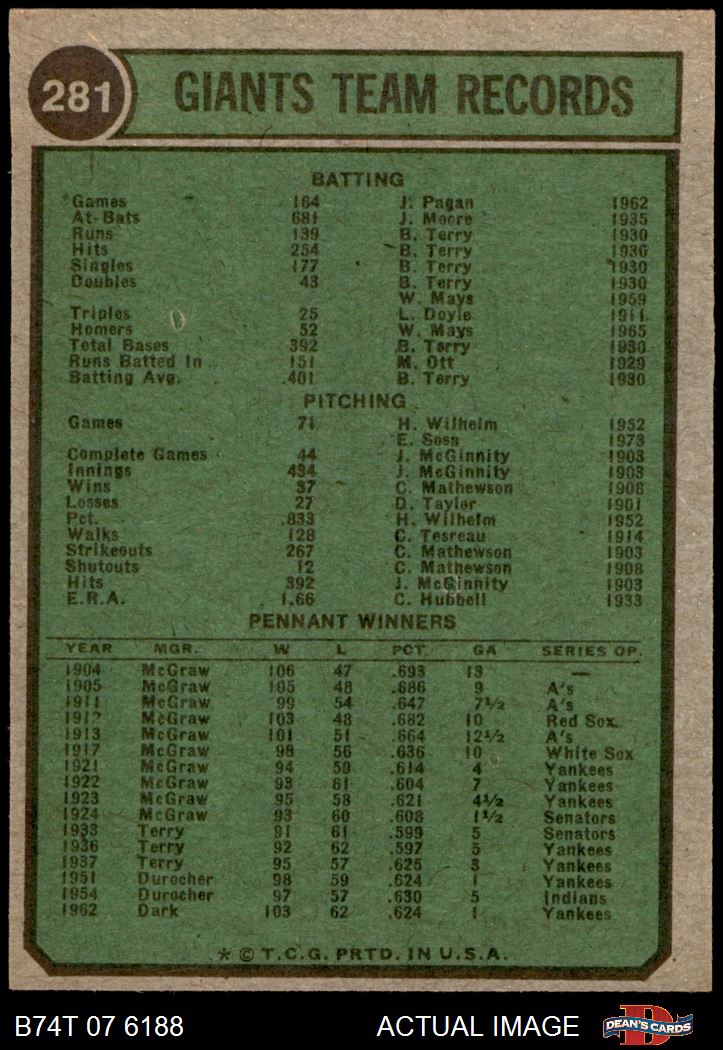 281 GIANTS TEAM RECORDS
BATTING
Games 164 J. Pagan 1962
At-Bats 681 J. Moore 1935
Runs 139 B. Terry 1930
Hits 254 B. Terry 1930
Singles 177 B. Terry 1930
Doubles 43 B. Terry 1930
W. Mays 1959
Triples 25 L. Doyle 1911
Homers 52 W. Mays 1965
Total Bases 392 B. Terry 1930
Runs Batted In 151 M. Ott 1929
Batting Avg. .401 B. Terry 1930
PITCHING
Games 71 H. Wilhelm 1952
E. Sosa 1973
Complete Games 44 J. McGinnity 1903
Innings 434 J. McGinnity 1903
Wins 37 C. Mathewson 1908
Losses 27 D. Taylor 1901
Pct. .833 H. Wilhelm 1952
Walks 128 C. Tesreau 1914
Strikeouts 267 C. Mathewson 1903
Shutouts 12 C. Mathewson 1908
Hits 392 J. McGinnity 1903
E.R.A. 1.66 C. Hubbell 1933
PENNANT WINNERS
YEAR MGR. W L PCT. GA SERIES OP.
1904 McGraw 106 47 .693 13 —
1905 McGraw 105 48 .686 9 A's
1911 McGraw 99 54 .647 7½ A's
1912 McGraw 103 48 .682 10 Red Sox
1913 McGraw 101 51 .664 12½ A's
1917 McGraw 98 56 .636 10 White Sox
1921 McGraw 94 59 .614 4 Yankees
1922 McGraw 93 61 .604 7 Yankees
1923 McGraw 95 58 .621 4½ Yankees
1924 McGraw 93 60 .608 1½ Senators
1933 Terry 91 61 .599 5 Senators
1936 Terry 92 62 .597 5 Yankees
1937 Terry 95 57 .625 3 Yankees
1951 Durocher 98 59 .624 1 Yankees
1954 Durocher 97 57 .630 5 Indians
1962 Dark 103 62 .624 1 Yankees
* © T.C.G. PRTD. IN U.S.A.
B74T 07 6188 ACTUAL IMAGE DEAN'S CARDS